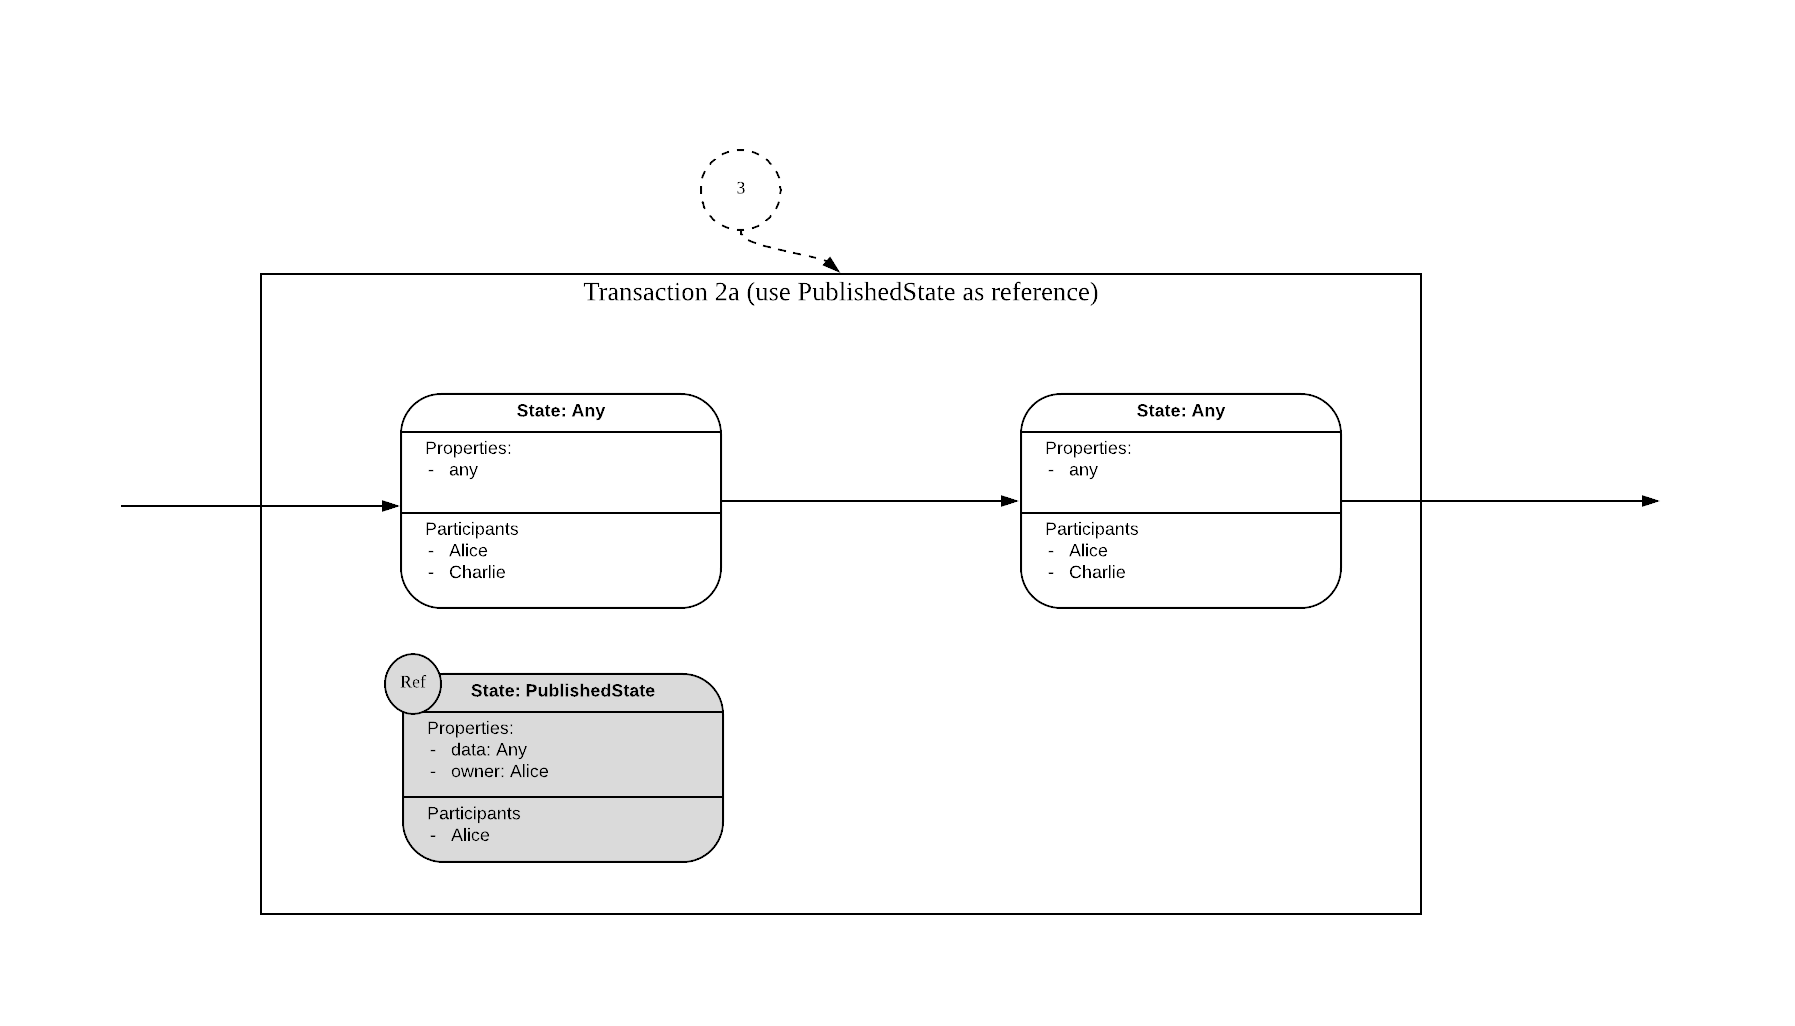 3
Transaction 2a (use PublishedState as reference)
State: Any
Properties:
- any
Participants
- Alice
- Charlie
State: Any
Properties:
- any
Participants
- Alice
- Charlie
Ref
State: PublishedState
Properties:
- data: Any
- owner: Alice
Participants
- Alice